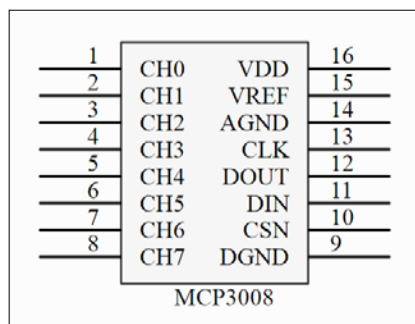 1 CH0 VDD 16
2 CH1 VREF 15
3 CH2 AGND 14
4 CH3 CLK 13
5 CH4 DOUT 12
6 CH5 DIN 11
7 CH6 CSN 10
8 CH7 DGND 9
MCP3008